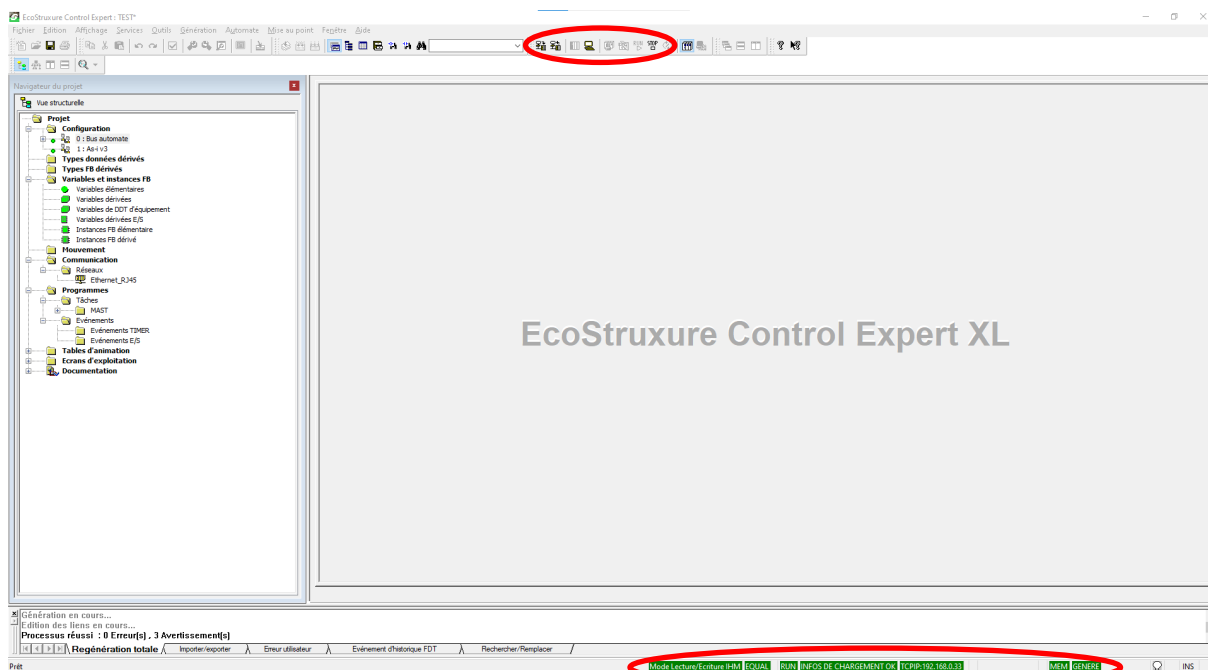 EcoStruxure Control Expert : TEST*
Fichier Edition Affichage Services Outils Génération Automate Mise au point Fenêtre Aide
Navigateur du projet
Vue structurelle
Projet
Configuration
0 : Bus automate
1 : As-i v3
Types données dérivés
Types FB dérivés
Variables et instances FB
Variables élémentaires
Variables dérivées
Variables de DDT d'équipement
Variables dérivées E/S
Instances FB élémentaire
Instances FB dérivé
Mouvement
Communication
Réseaux
Ethernet_RJ45
Programmes
Tâches
MAST
Evénements
Evénements TIMER
Evénements E/S
Tables d'animation
Ecrans d'exploitation
Documentation
EcoStruxure Control Expert XL
Génération en cours...
Edition des liens en cours...
Processus réussi : 0 Erreur(s) , 3 Avertissement(s)
Regénération totale Importer/exporter Erreur utilisateur Evénement d'historique FDT Rechercher/Remplacer
Prêt Mode Lecture/Ecriture IHM EQUAL RUN INFOS DE CHARGEMENT OK TCPIP:192.168.0.33 MEM GENERE INS